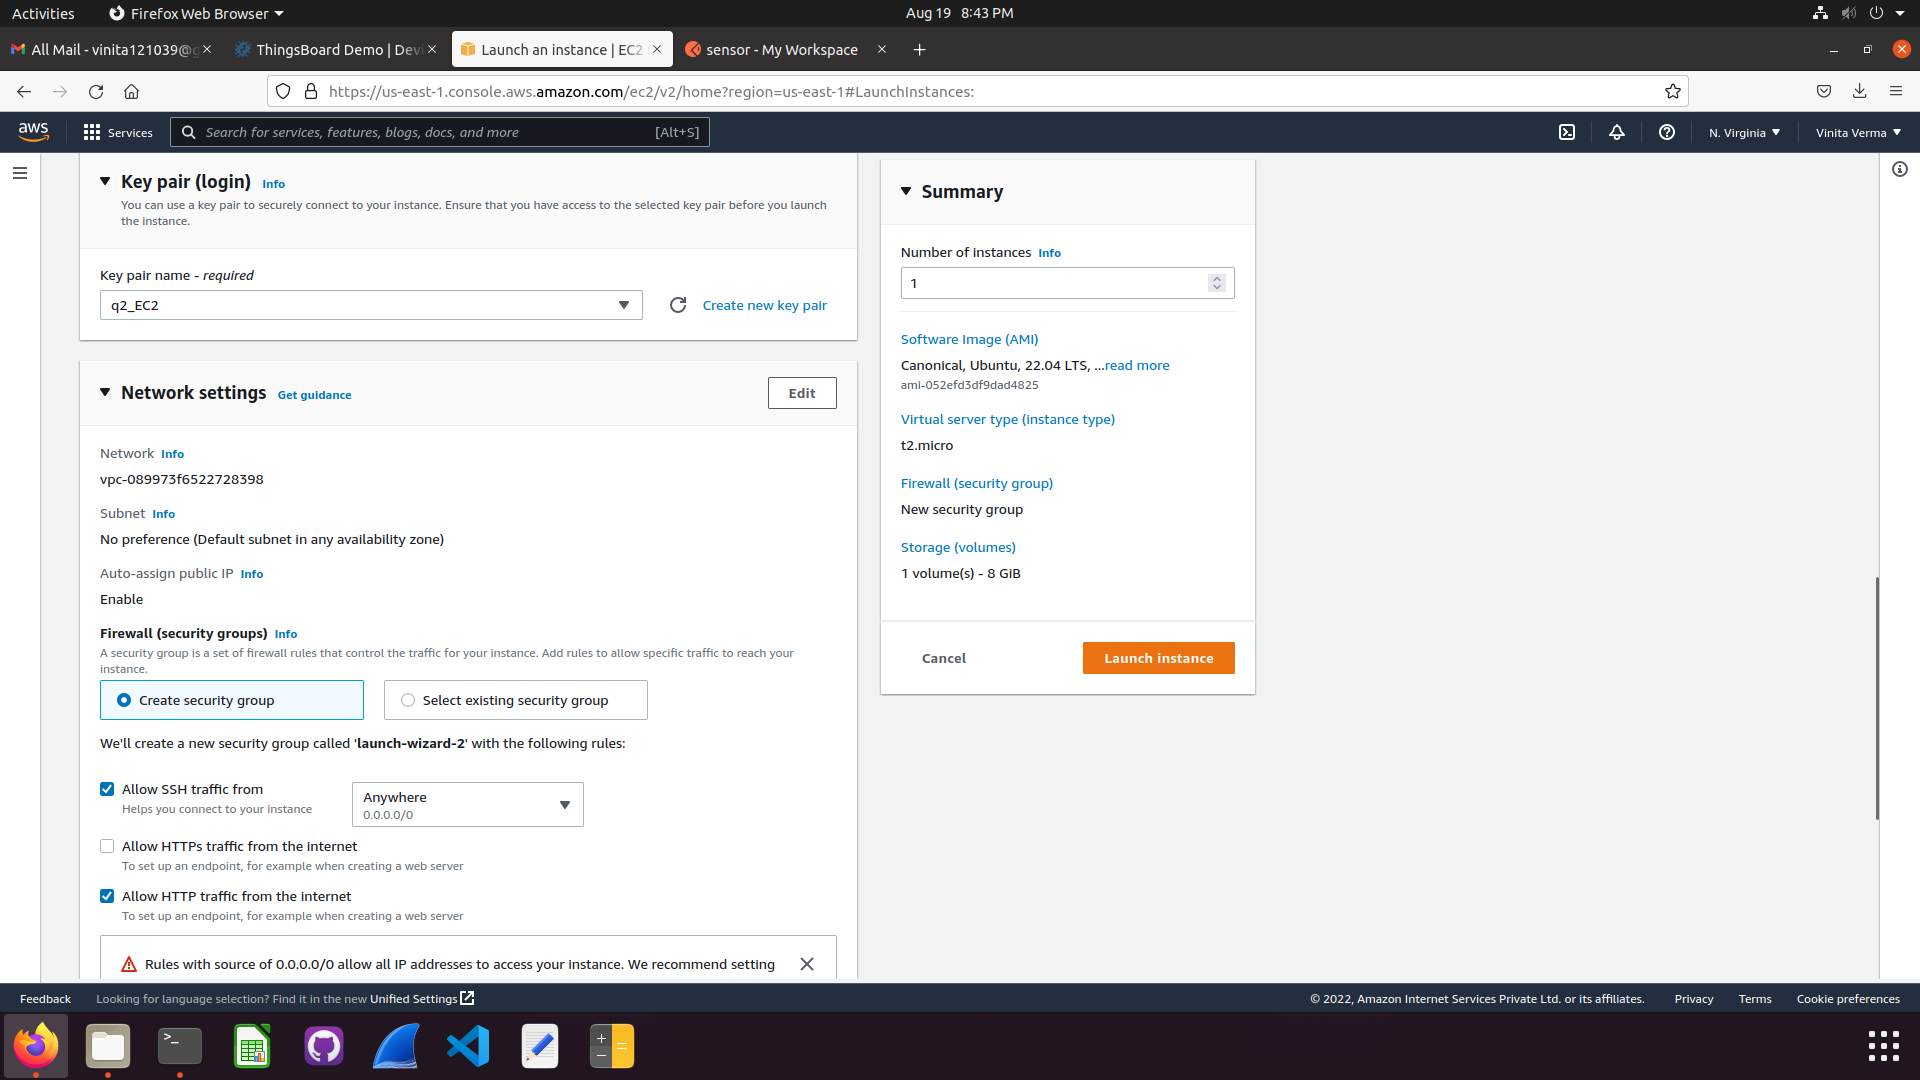 Activities
Firefox Web Browser
Aug 19 8:43 PM
All Mail - vinita121039@g
ThingsBoard Demo | Devi
Launch an instance | EC2
sensor - My Workspace
https://us-east-1.console.aws.amazon.com/ec2/v2/home?region=us-east-1#LaunchInstances:
aws
Services
Search for services, features, blogs, docs, and more
[Alt+S]
N. Virginia
Vinita Verma
Key pair (login) Info
You can use a key pair to securely connect to your instance. Ensure that you have access to the selected key pair before you launch
the instance.
Key pair name - required
q2_EC2
Create new key pair
Network settings Get guidance
Edit
Network Info
vpc-089973f6522728398
Subnet Info
No preference (Default subnet in any availability zone)
Auto-assign public IP Info
Enable
Firewall (security groups) Info
A security group is a set of firewall rules that control the traffic for your instance. Add rules to allow specific traffic to reach your
instance.
Create security group
Select existing security group
We'll create a new security group called 'launch-wizard-2' with the following rules:
Allow SSH traffic from
Helps you connect to your instance
Anywhere
0.0.0.0/0
Allow HTTPs traffic from the internet
To set up an endpoint, for example when creating a web server
Allow HTTP traffic from the internet
To set up an endpoint, for example when creating a web server
Rules with source of 0.0.0.0/0 allow all IP addresses to access your instance. We recommend setting
Summary
Number of instances Info
1
Software Image (AMI)
Canonical, Ubuntu, 22.04 LTS, ...read more
ami-052efd3df9dad4825
Virtual server type (instance type)
t2.micro
Firewall (security group)
New security group
Storage (volumes)
1 volume(s) - 8 GiB
Cancel
Launch instance
Feedback
Looking for language selection? Find it in the new Unified Settings
© 2022, Amazon Internet Services Private Ltd. or its affiliates.
Privacy
Terms
Cookie preferences